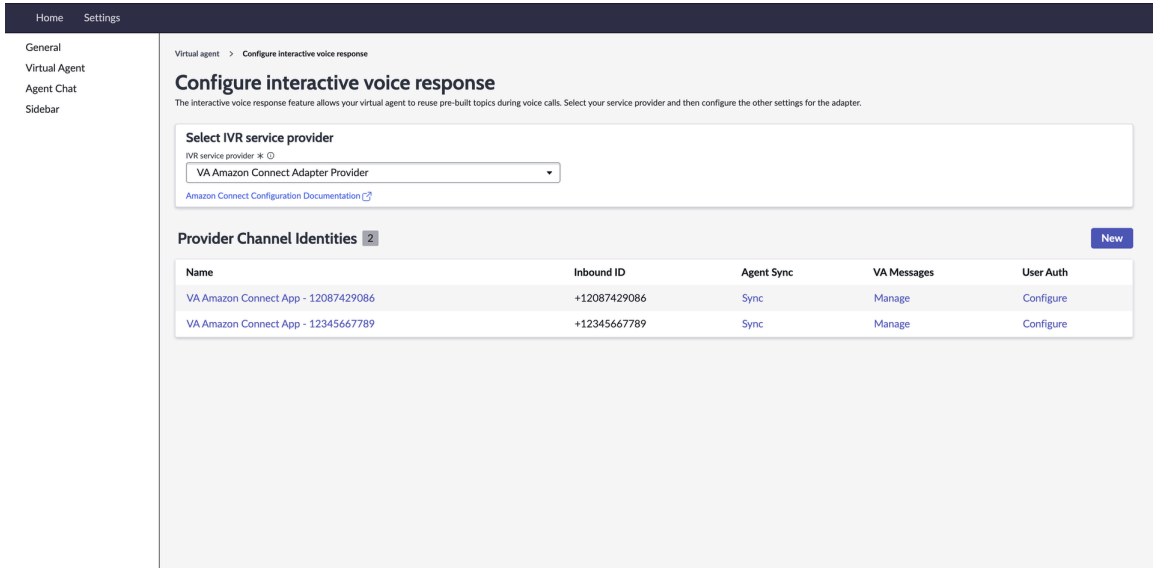 Home Settings
General
Virtual Agent
Agent Chat
Sidebar
Virtual agent > Configure interactive voice response
Configure interactive voice response
The interactive voice response feature allows your virtual agent to reuse pre-built topics during voice calls. Select your service provider and then configure the other settings for the adapter.
Select IVR service provider
IVR service provider *
VA Amazon Connect Adapter Provider
Amazon Connect Configuration Documentation
Provider Channel Identities 2
New
Name Inbound ID Agent Sync VA Messages User Auth
VA Amazon Connect App - 12087429086 +12087429086 Sync Manage Configure
VA Amazon Connect App - 12345667789 +12345667789 Sync Manage Configure